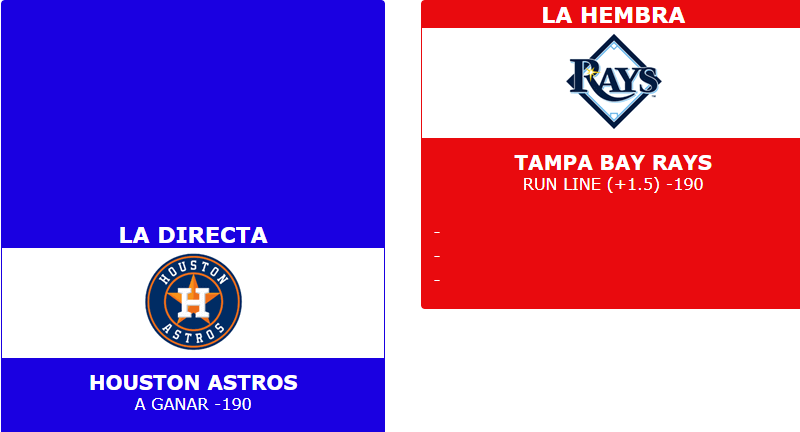 LA DIRECTA
HOUSTON
H
ASTROS
HOUSTON ASTROS
A GANAR -190
LA HEMBRA
RAYS
TAMPA BAY RAYS
RUN LINE (+1.5) -190
-
-
-